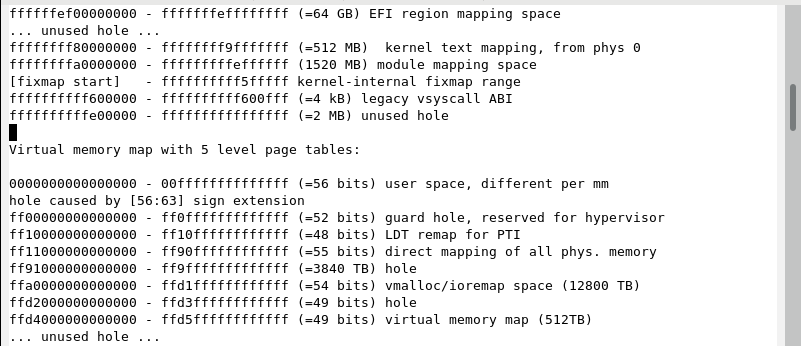 ffffffef00000000 - fffffffeffffffff (=64 GB) EFI region mapping space
... unused hole ...
ffffffff80000000 - ffffffff9fffffff (=512 MB)  kernel text mapping, from phys 0
ffffffffa0000000 - fffffffffeffffff (1520 MB) module mapping space
[fixmap start]   - ffffffffff5fffff kernel-internal fixmap range
ffffffffff600000 - ffffffffff600fff (=4 kB) legacy vsyscall ABI
ffffffffffe00000 - ffffffffffffffff (=2 MB) unused hole
Virtual memory map with 5 level page tables:
0000000000000000 - 00ffffffffffffff (=56 bits) user space, different per mm
hole caused by [56:63] sign extension
ff00000000000000 - ff0fffffffffffff (=52 bits) guard hole, reserved for hypervisor
ff10000000000000 - ff10ffffffffffff (=48 bits) LDT remap for PTI
ff11000000000000 - ff90ffffffffffff (=55 bits) direct mapping of all phys. memory
ff91000000000000 - ff9fffffffffffff (=3840 TB) hole
ffa0000000000000 - ffd1ffffffffffff (=54 bits) vmalloc/ioremap space (12800 TB)
ffd2000000000000 - ffd3ffffffffffff (=49 bits) hole
ffd4000000000000 - ffd5ffffffffffff (=49 bits) virtual memory map (512TB)
... unused hole ...